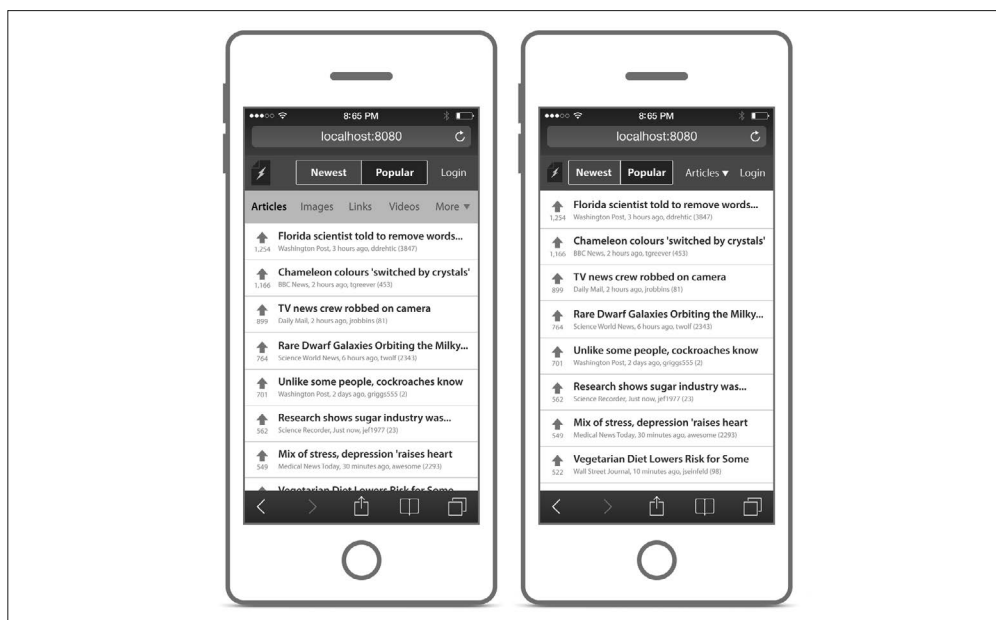 8:65 PM
localhost:8080
Newest Popular Login
Articles Images Links Videos More ▼
Florida scientist told to remove words...
1,254 Washington Post, 3 hours ago, ddrehtic (3847)
Chameleon colours 'switched by crystals'
1,166 BBC News, 2 hours ago, tgreever (453)
TV news crew robbed on camera
899 Daily Mail, 2 hours ago, jrobbins (81)
Rare Dwarf Galaxies Orbiting the Milky...
764 Science World News, 6 hours ago, twolf (2343)
Unlike some people, cockroaches know
701 Washington Post, 2 days ago, griggs555 (2)
Research shows sugar industry was...
562 Science Recorder, Just now, jef1977 (23)
Mix of stress, depression 'raises heart
549 Medical News Today, 30 minutes ago, awesome (2293)
Vegetarian Diet Lowers Risk for Some
8:65 PM
localhost:8080
Newest Popular Articles ▼ Login
Florida scientist told to remove words...
1,254 Washington Post, 3 hours ago, ddrehtic (3847)
Chameleon colours 'switched by crystals'
1,166 BBC News, 2 hours ago, tgreever (453)
TV news crew robbed on camera
899 Daily Mail, 2 hours ago, jrobbins (81)
Rare Dwarf Galaxies Orbiting the Milky...
764 Science World News, 6 hours ago, twolf (2343)
Unlike some people, cockroaches know
701 Washington Post, 2 days ago, griggs555 (2)
Research shows sugar industry was...
562 Science Recorder, Just now, jef1977 (23)
Mix of stress, depression 'raises heart
549 Medical News Today, 30 minutes ago, awesome (2293)
Vegetarian Diet Lowers Risk for Some
522 Wall Street Journal, 10 minutes ago, jseinfeld (98)